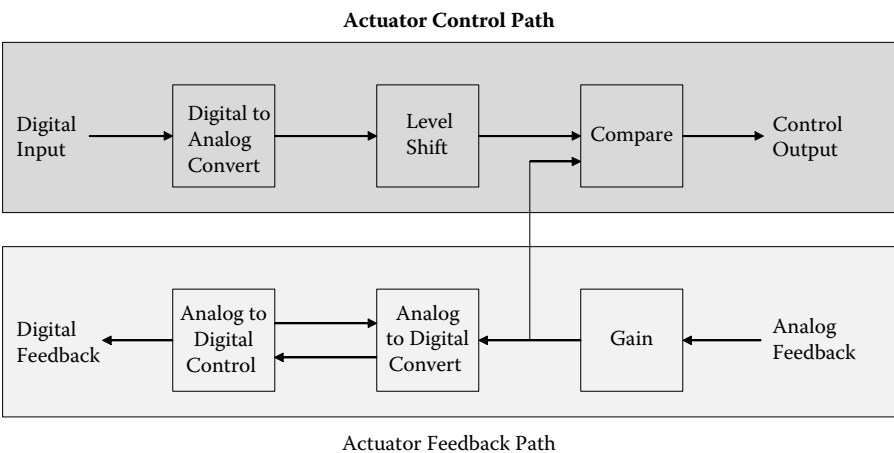 Actuator Control Path
Digital
Input
Digital to
Analog
Convert
Level
Shift
Compare
Control
Output
Digital
Feedback
Analog to
Digital
Control
Analog
to Digital
Convert
Gain
Analog
Feedback
Actuator Feedback Path